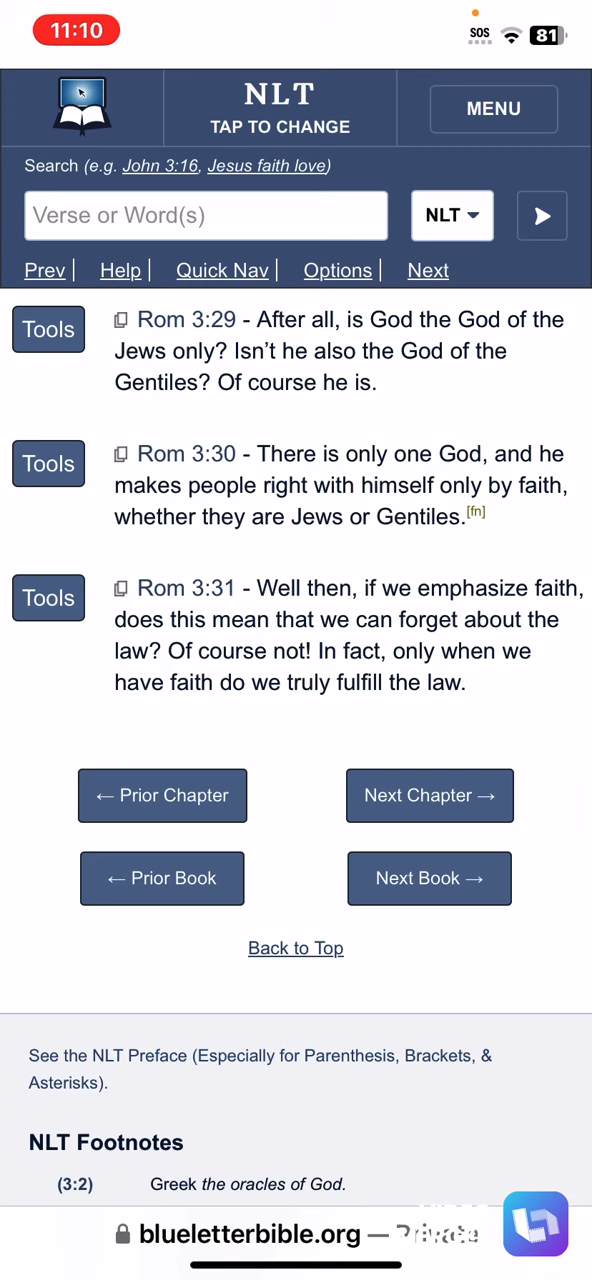 11:10
SOS
81
NLT
TAP TO CHANGE
MENU
Search (e.g. John 3:16, Jesus faith love)
Verse or Word(s)
NLT
Prev | Help | Quick Nav | Options | Next
Tools
Rom 3:29 - After all, is God the God of the
Jews only? Isn’t he also the God of the
Gentiles? Of course he is.
Tools
Rom 3:30 - There is only one God, and he
makes people right with himself only by faith,
whether they are Jews or Gentiles.[fn]
Tools
Rom 3:31 - Well then, if we emphasize faith,
does this mean that we can forget about the
law? Of course not! In fact, only when we
have faith do we truly fulfill the law.
← Prior Chapter
Next Chapter →
← Prior Book
Next Book →
Back to Top
See the NLT Preface (Especially for Parenthesis, Brackets, &
Asterisks).
NLT Footnotes
(3:2) Greek the oracles of God.
blueletterbible.org —